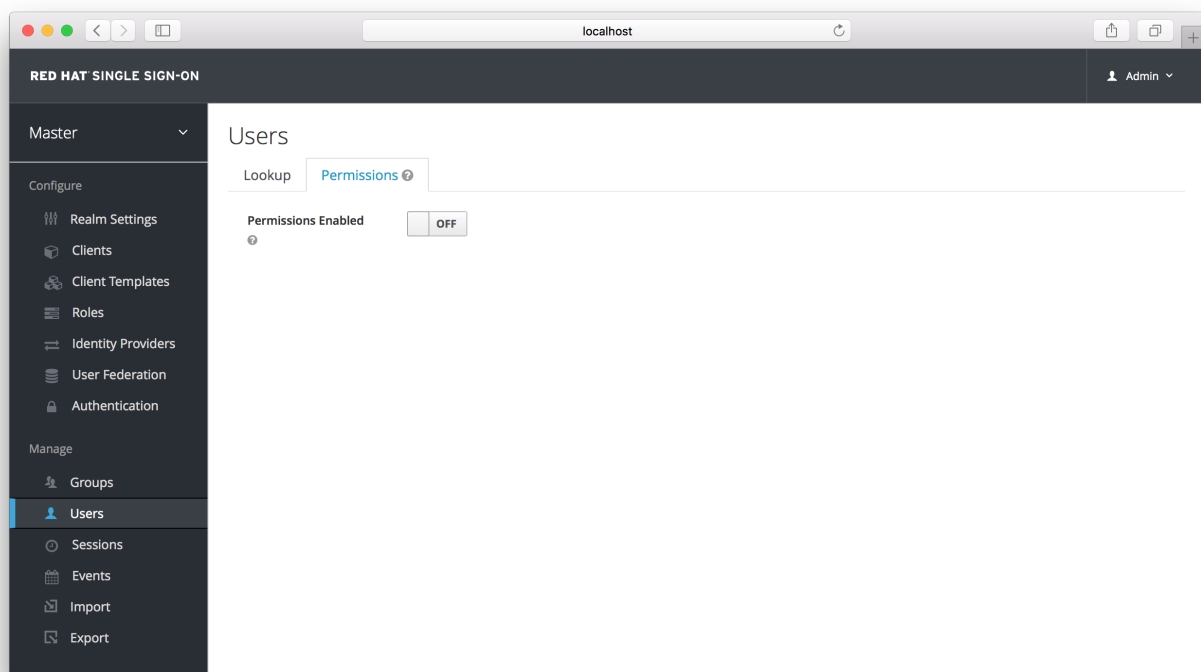 localhost
RED HAT SINGLE SIGN-ON
Admin
Master
Users
Lookup
Permissions
Permissions Enabled
OFF
Configure
Realm Settings
Clients
Client Templates
Roles
Identity Providers
User Federation
Authentication
Manage
Groups
Users
Sessions
Events
Import
Export